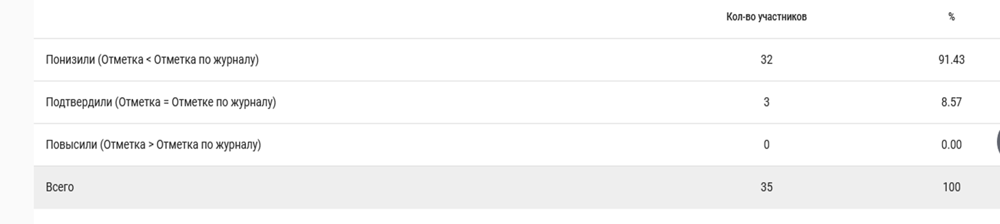 Кол-во участников %
Понизили (Отметка < Отметка по журналу) 32 91.43
Подтвердили (Отметка = Отметке по журналу) 3 8.57
Повысили (Отметка > Отметка по журналу) 0 0.00
Всего 35 100